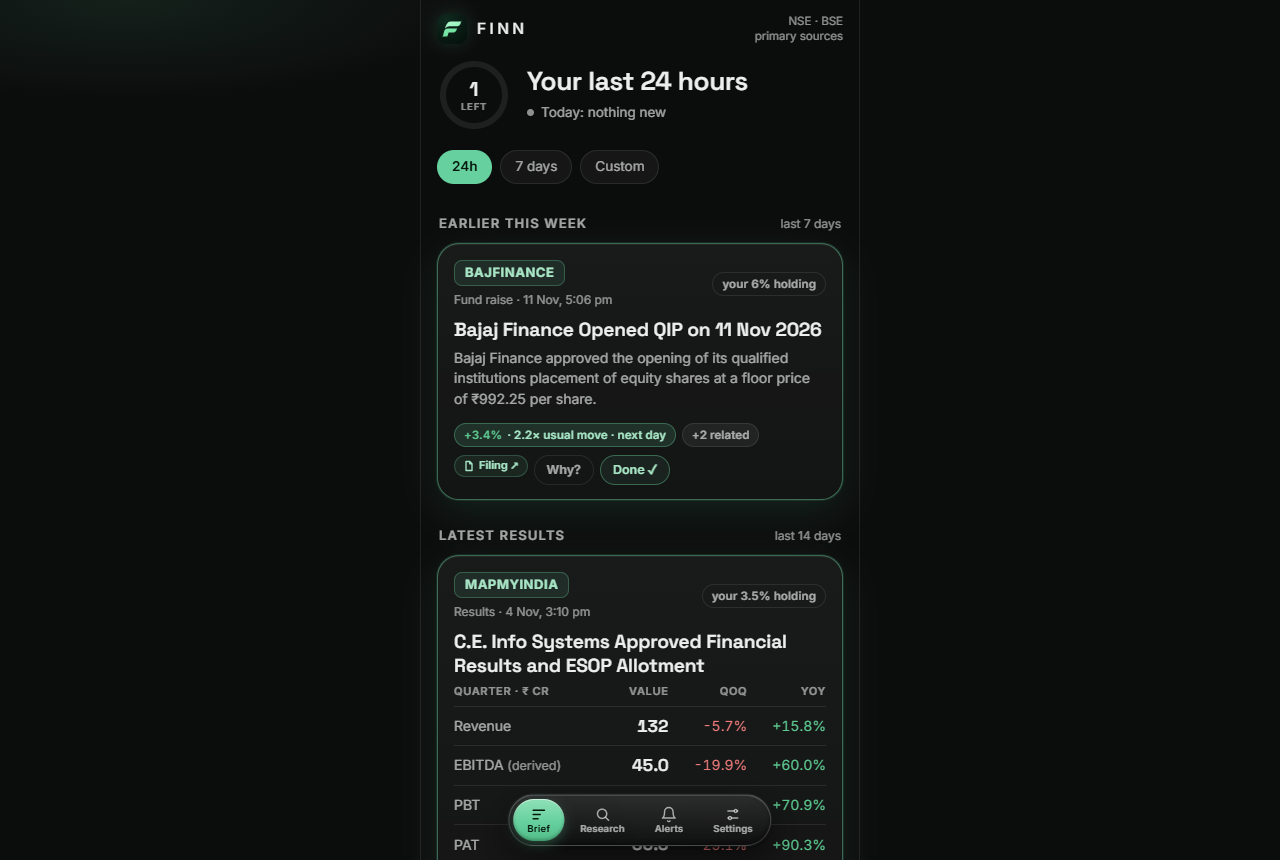 FINN
NSE · BSE
primary sources
1
LEFT
Your last 24 hours
Today: nothing new
24h
7 days
Custom
EARLIER THIS WEEK
last 7 days
BAJFINANCE
your 6% holding
Fund raise · 11 Nov, 5:06 pm
Bajaj Finance Opened QIP on 11 Nov 2026
Bajaj Finance approved the opening of its qualified
institutions placement of equity shares at a floor price
of ₹992.25 per share.
+3.4% · 2.2× usual move · next day
+2 related
Filing ↗
Why?
Done ✓
LATEST RESULTS
last 14 days
MAPMYINDIA
your 3.5% holding
Results · 4 Nov, 3:10 pm
C.E. Info Systems Approved Financial
Results and ESOP Allotment
QUARTER · ₹ CR VALUE QOQ YOY
Revenue 132 -5.7% +15.8%
EBITDA (derived) 45.0 -19.9% +60.0%
PBT +70.9%
PAT +90.3%
Brief
Research
Alerts
Settings